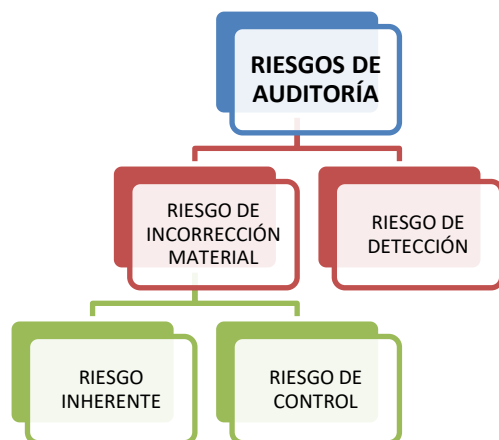 RIESGOS DE
AUDITORÍA
RIESGO DE
INCORRECCIÓN
MATERIAL
RIESGO DE
DETECCIÓN
RIESGO
INHERENTE
RIESGO DE
CONTROL